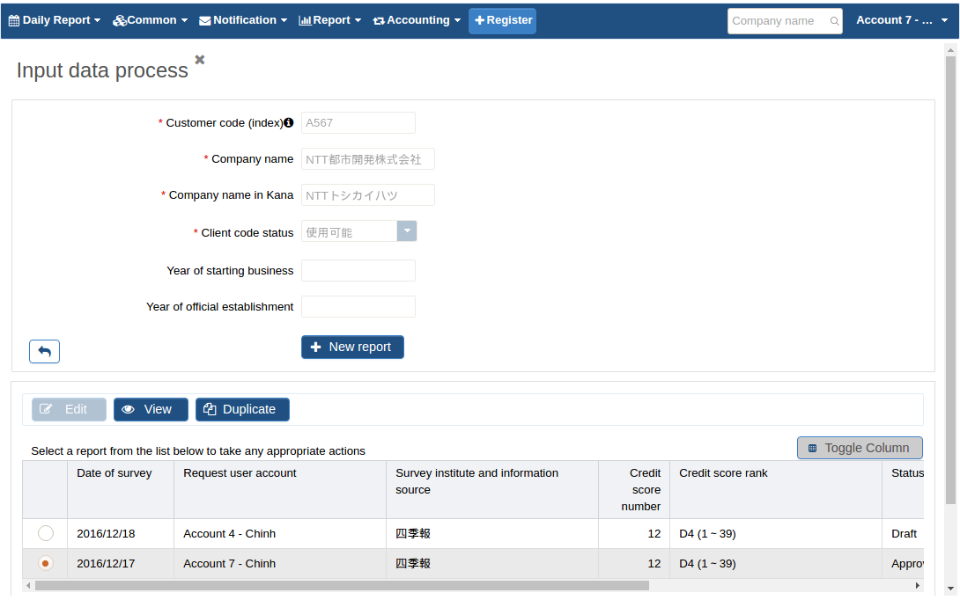 Daily Report Common Notification Report Accounting Register Company name Account 7 - ...
Input data process
* Customer code (index) A567
* Company name NTT都市開発株式会社
* Company name in Kana NTTトシカイハツ
* Client code status 使用可能
Year of starting business
Year of official establishment
New report
Edit View Duplicate
Select a report from the list below to take any appropriate actions Toggle Column
Date of survey Request user account Survey institute and information source Credit score number Credit score rank Status
2016/12/18 Account 4 - Chinh 四季報 12 D4 (1 ~ 39) Draft
2016/12/17 Account 7 - Chinh 四季報 12 D4 (1 ~ 39) Approv